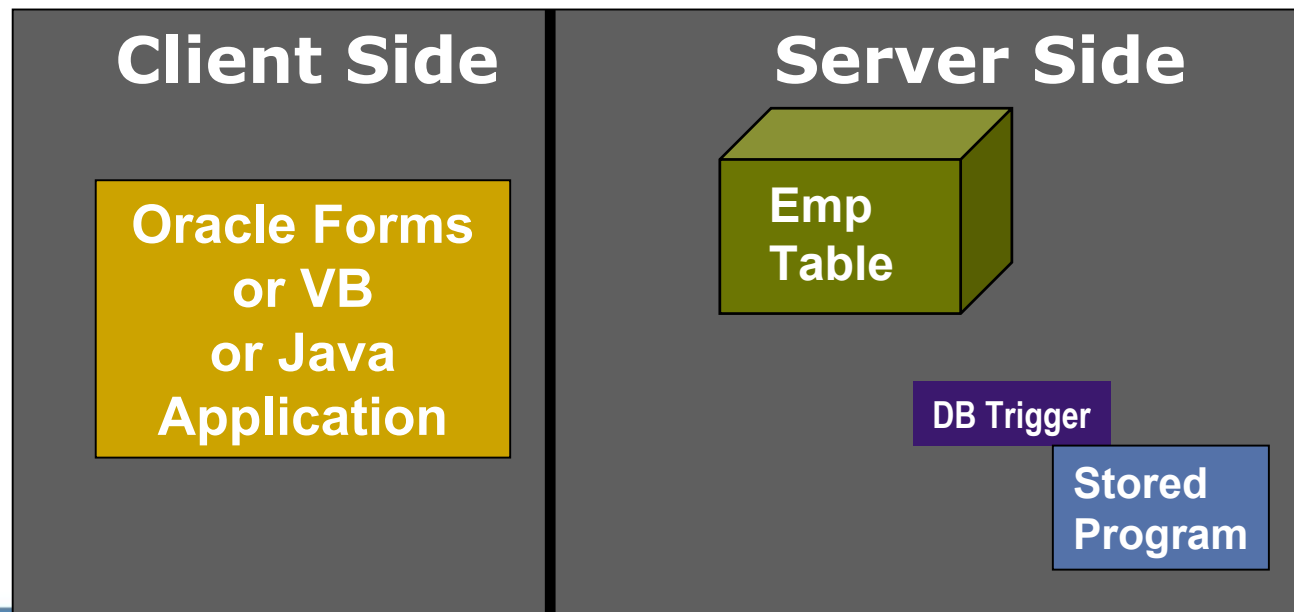 Client Side
Server Side
Oracle Forms
or VB
or Java
Application
Emp
Table
DB Trigger
Stored
Program